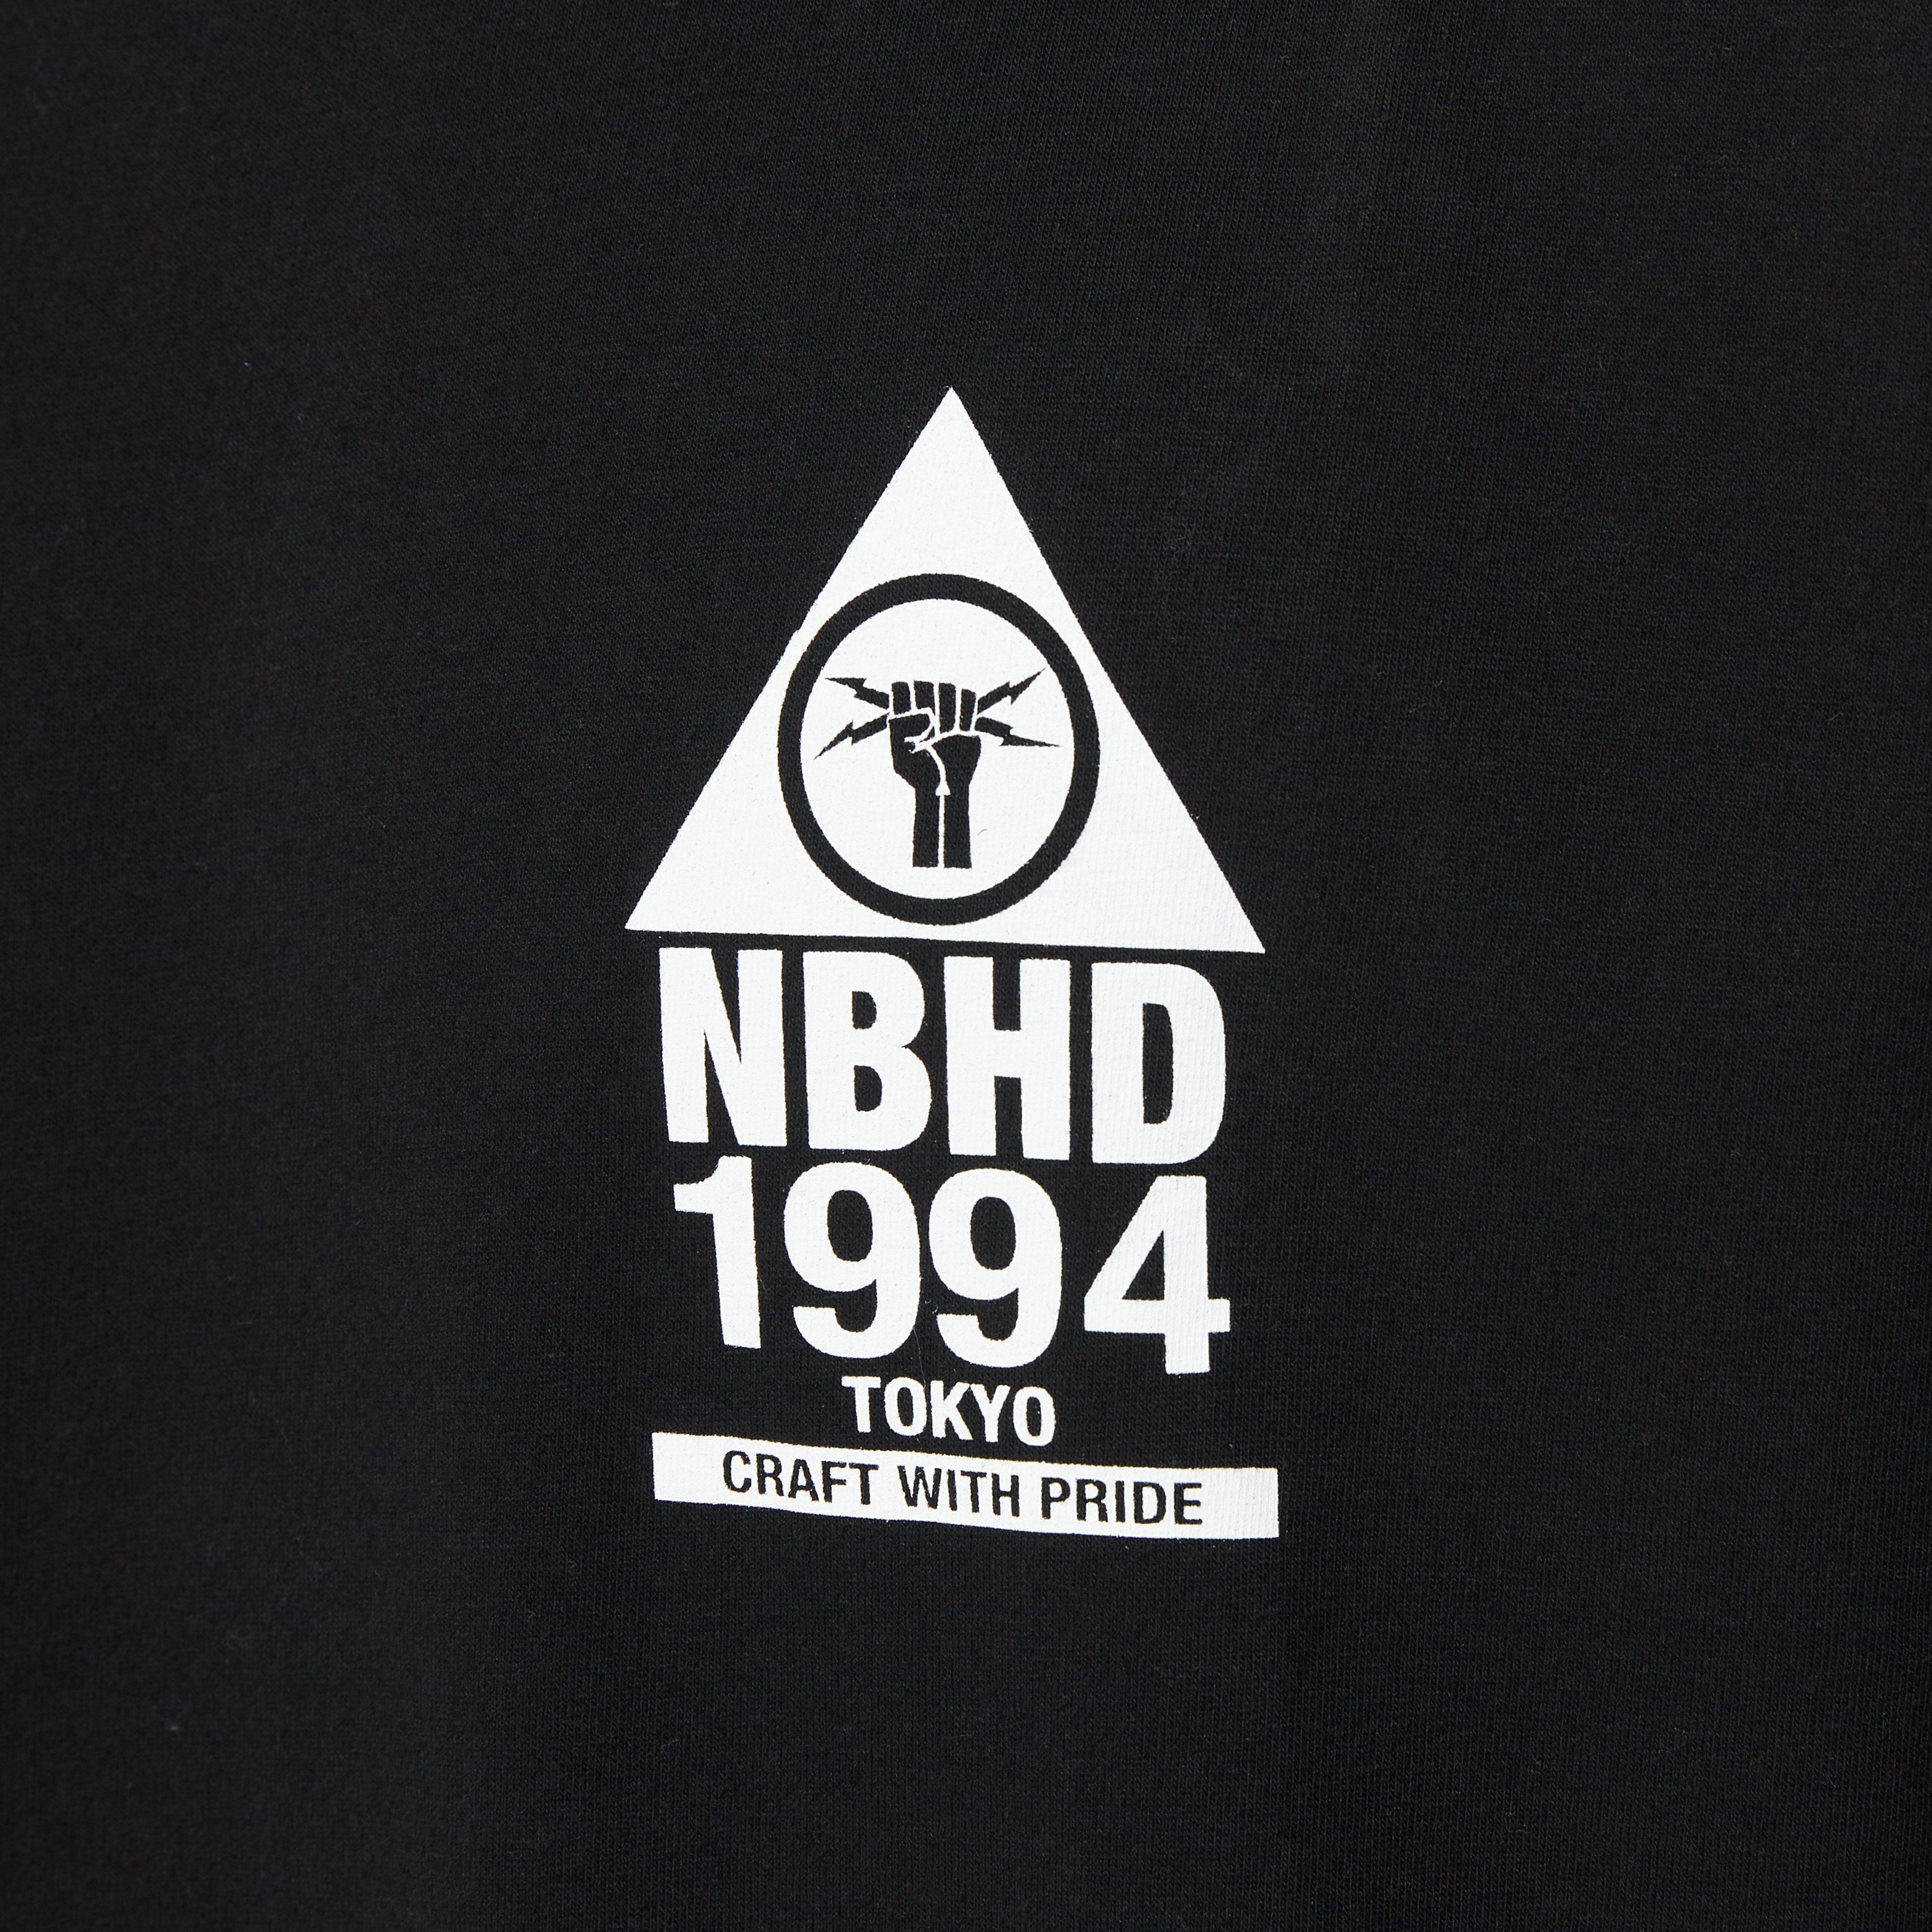 NBHD
1994
TOKYO
CRAFT WITH PRIDE